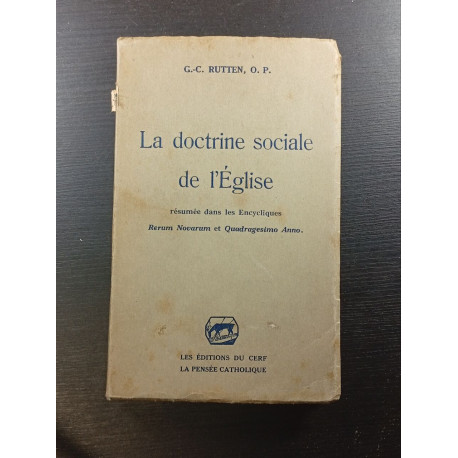 G.-C. RUTTEN, O. P.
La doctrine sociale
de l'Église
résumée dans les Encycliques
Rerum Novarum et Quadragesimo Anno.
LES ÉDITIONS DU CERF
LA PENSÉE CATHOLIQUE